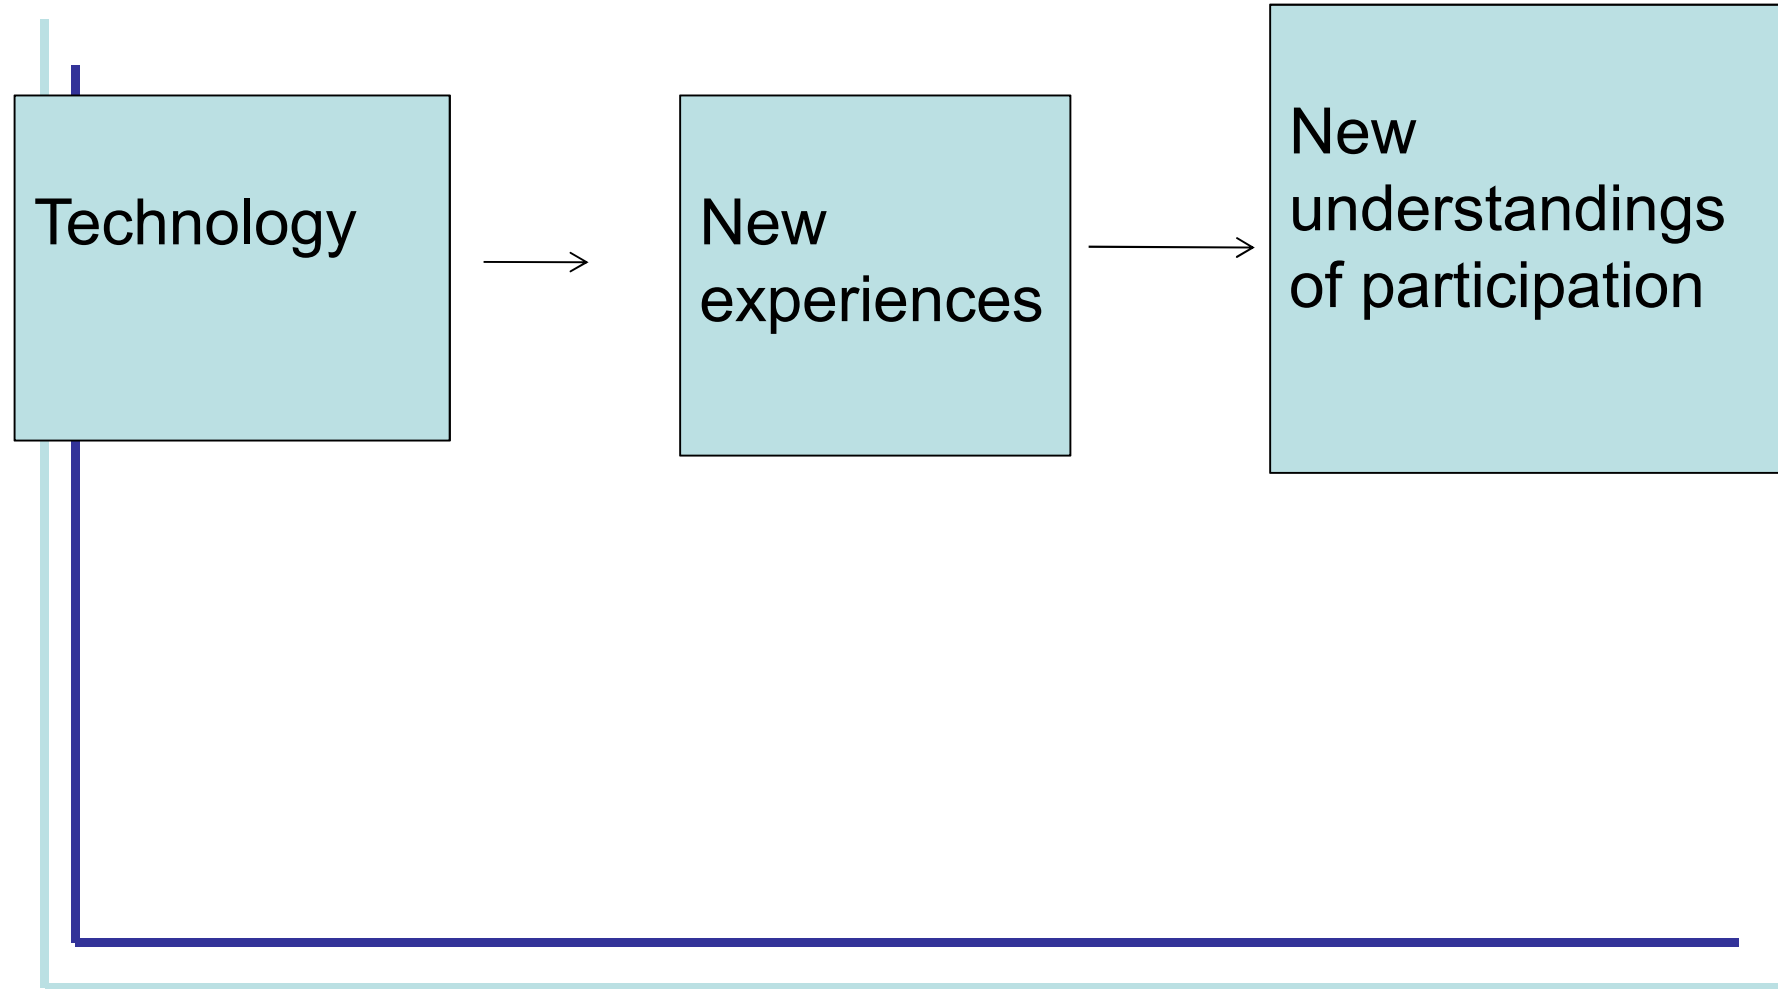 Technology
New
experiences
New
understandings
of participation